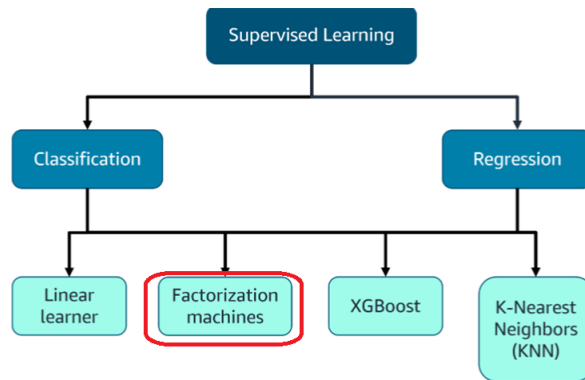 Supervised Learning
Classification
Regression
Linear
learner
Factorization
machines
XGBoost
K-Nearest
Neighbors
(KNN)